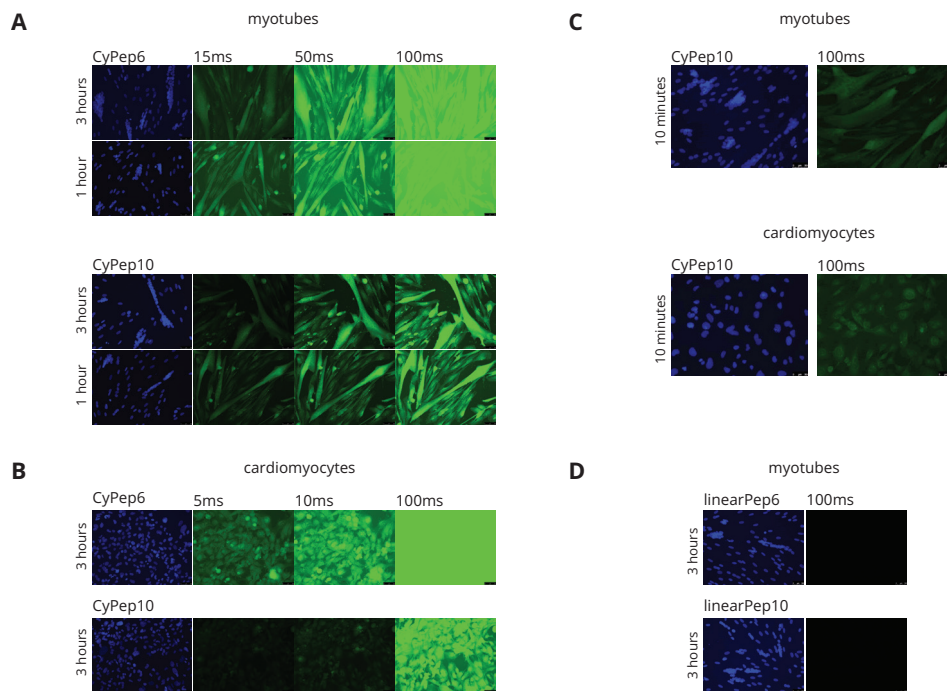 A
myotubes
CyPep6 15ms 50ms 100ms
3 hours
1 hour
CyPep10
3 hours
1 hour
B
cardiomyocytes
CyPep6 5ms 10ms 100ms
3 hours
CyPep10
3 hours
C
myotubes
CyPep10 100ms
10 minutes
cardiomyocytes
CyPep10 100ms
10 minutes
D
myotubes
linearPep6 100ms
3 hours
linearPep10
3 hours